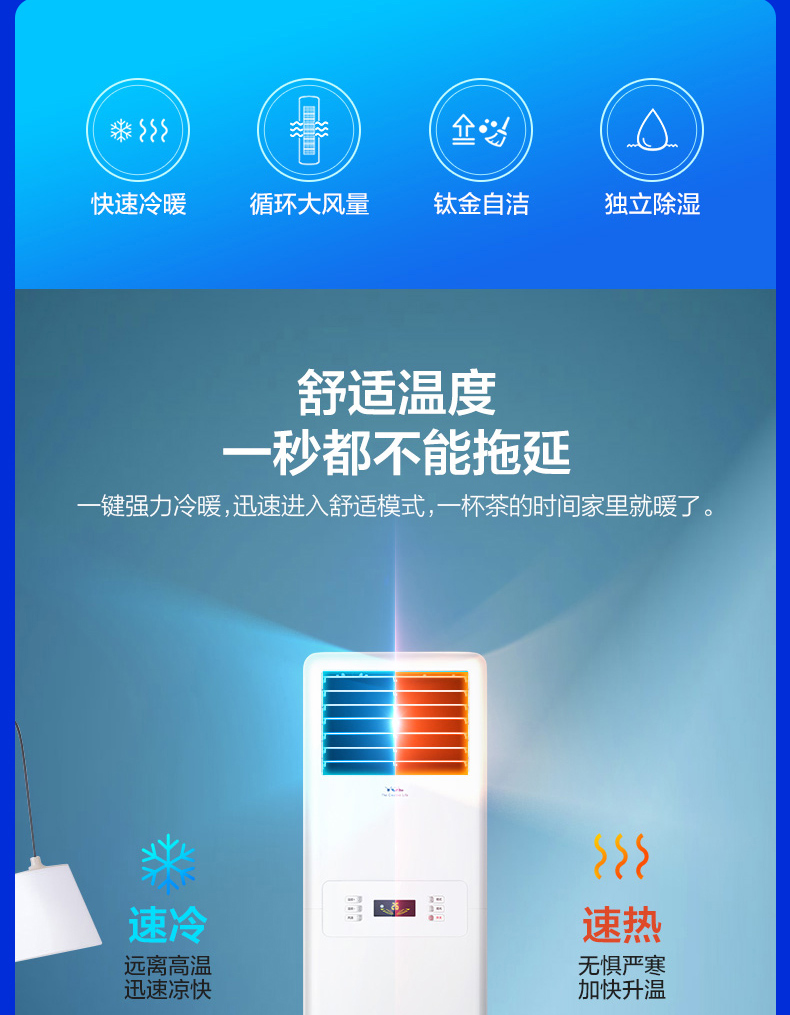 快速冷暖
循环大风量
钛金自洁
独立除湿
舒适温度
一秒都不能拖延
一键强力冷暖,迅速进入舒适模式,一杯茶的时间家里就暖了。
速冷
远离高温
迅速凉快
速热
无惧严寒
加快升温